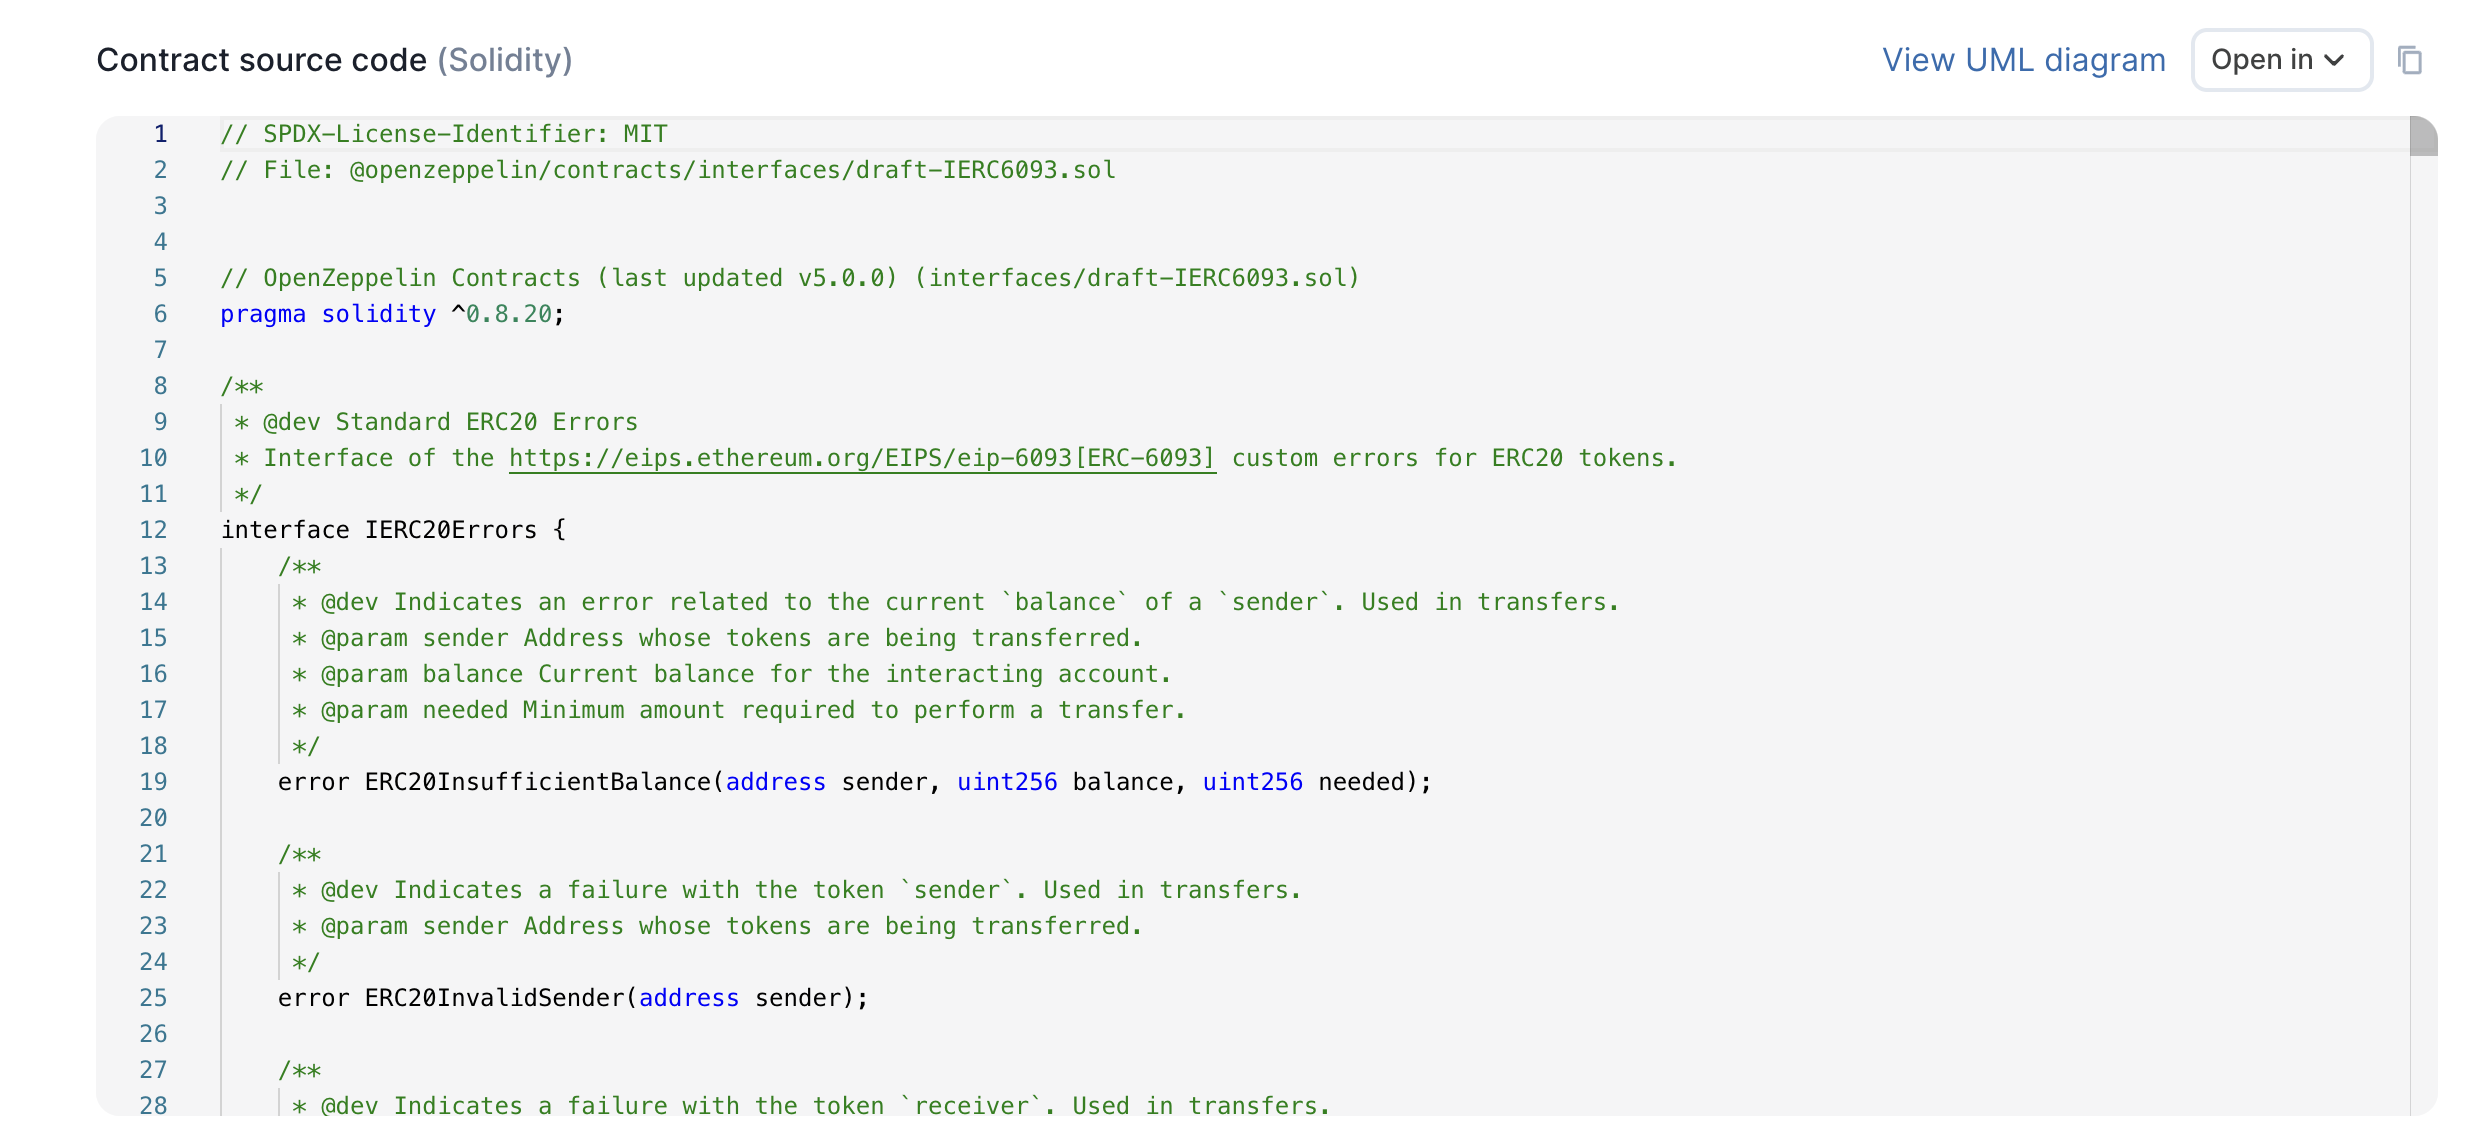 Contract source code (Solidity)
View UML diagram
Open in
1 // SPDX-License-Identifier: MIT
2 // File: @openzeppelin/contracts/interfaces/draft-IERC6093.sol
3
4
5 // OpenZeppelin Contracts (last updated v5.0.0) (interfaces/draft-IERC6093.sol)
6 pragma solidity ^0.8.20;
7
8 /**
9  * @dev Standard ERC20 Errors
10  * Interface of the https://eips.ethereum.org/EIPS/eip-6093[ERC-6093] custom errors for ERC20 tokens.
11  */
12 interface IERC20Errors {
13     /**
14      * @dev Indicates an error related to the current `balance` of a `sender`. Used in transfers.
15      * @param sender Address whose tokens are being transferred.
16      * @param balance Current balance for the interacting account.
17      * @param needed Minimum amount required to perform a transfer.
18      */
19     error ERC20InsufficientBalance(address sender, uint256 balance, uint256 needed);
20
21     /**
22      * @dev Indicates a failure with the token `sender`. Used in transfers.
23      * @param sender Address whose tokens are being transferred.
24      */
25     error ERC20InvalidSender(address sender);
26
27     /**
28      * @dev Indicates a failure with the token `receiver`. Used in transfers.